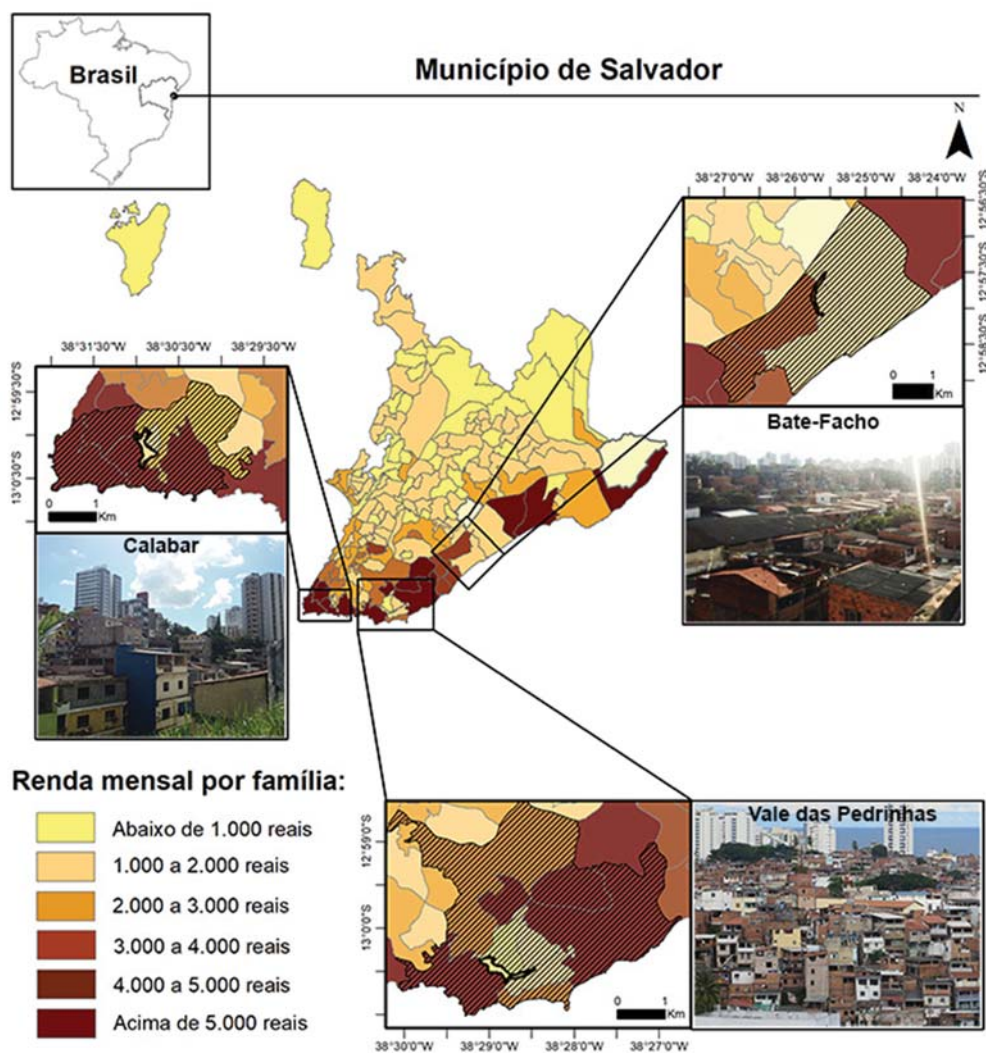 Brasil
Município de Salvador
N
38°27'0"W 38°26'0"W 38°25'0"W 38°24'0"W
12°56'30"S
12°57'30"S
12°58'30"S
0 1
Km
Bate-Facho
38°31'30"W 38°30'30"W 38°29'30"W
12°59'30"S
13°0'30"S
0 1
Km
Calabar
Renda mensal por família:
Abaixo de 1.000 reais
1.000 a 2.000 reais
2.000 a 3.000 reais
3.000 a 4.000 reais
4.000 a 5.000 reais
Acima de 5.000 reais
12°59'0"S
13°0'0"S
0 1
Km
38°30'0"W 38°29'0"W 38°28'0"W 38°27'0"W
Vale das Pedrinhas